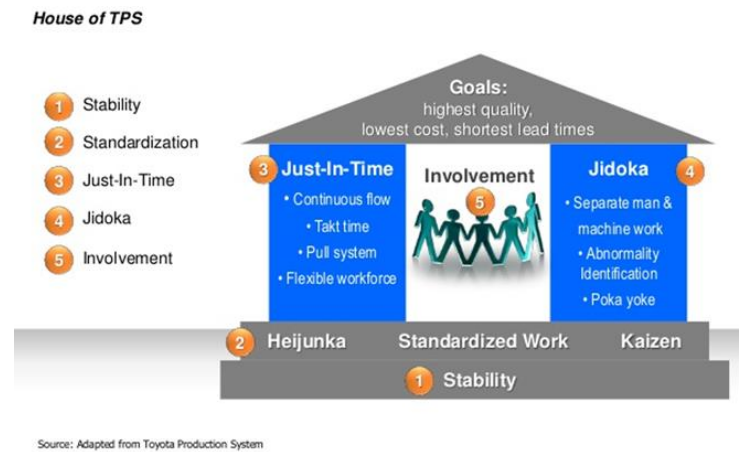 House of TPS
1 Stability
2 Standardization
3 Just-In-Time
4 Jidoka
5 Involvement
Goals:
highest quality,
lowest cost, shortest lead times
3 Just-In-Time
• Continuous flow
• Takt time
• Pull system
• Flexible workforce
Involvement
5
Jidoka 4
• Separate man &
machine work
• Abnormality
Identification
• Poka yoke
2 Heijunka Standardized Work Kaizen
1 Stability
Source: Adapted from Toyota Production System